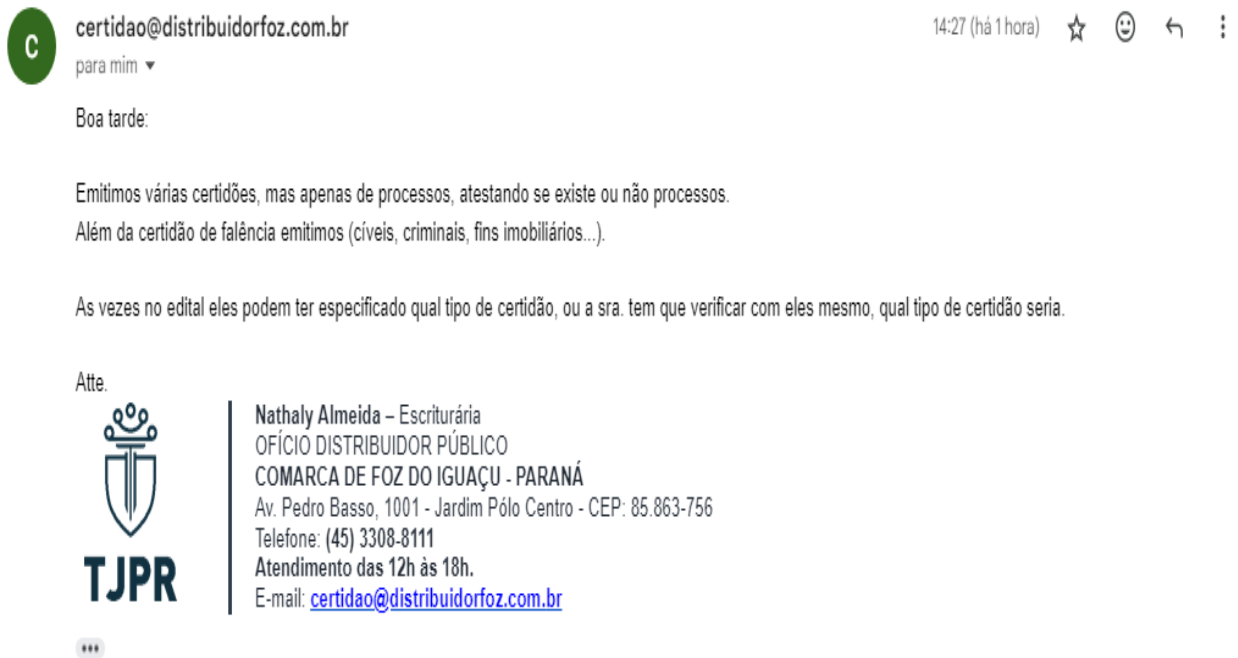 C
certidao@distribuidorfoz.com.br
14:27 (há 1 hora)
para mim
Boa tarde:
Emitimos várias certidões, mas apenas de processos, atestando se existe ou não processos.
Além da certidão de falência emitimos (cíveis, criminais, fins imobiliários...).
As vezes no edital eles podem ter especificado qual tipo de certidão, ou a sra. tem que verificar com eles mesmo, qual tipo de certidão seria.
Atte.
TJPR
Nathaly Almeida – Escriturária
OFÍCIO DISTRIBUIDOR PÚBLICO
COMARCA DE FOZ DO IGUAÇU - PARANÁ
Av. Pedro Basso, 1001 - Jardim Pólo Centro - CEP: 85.863-756
Telefone: (45) 3308-8111
Atendimento das 12h às 18h.
E-mail: certidao@distribuidorfoz.com.br